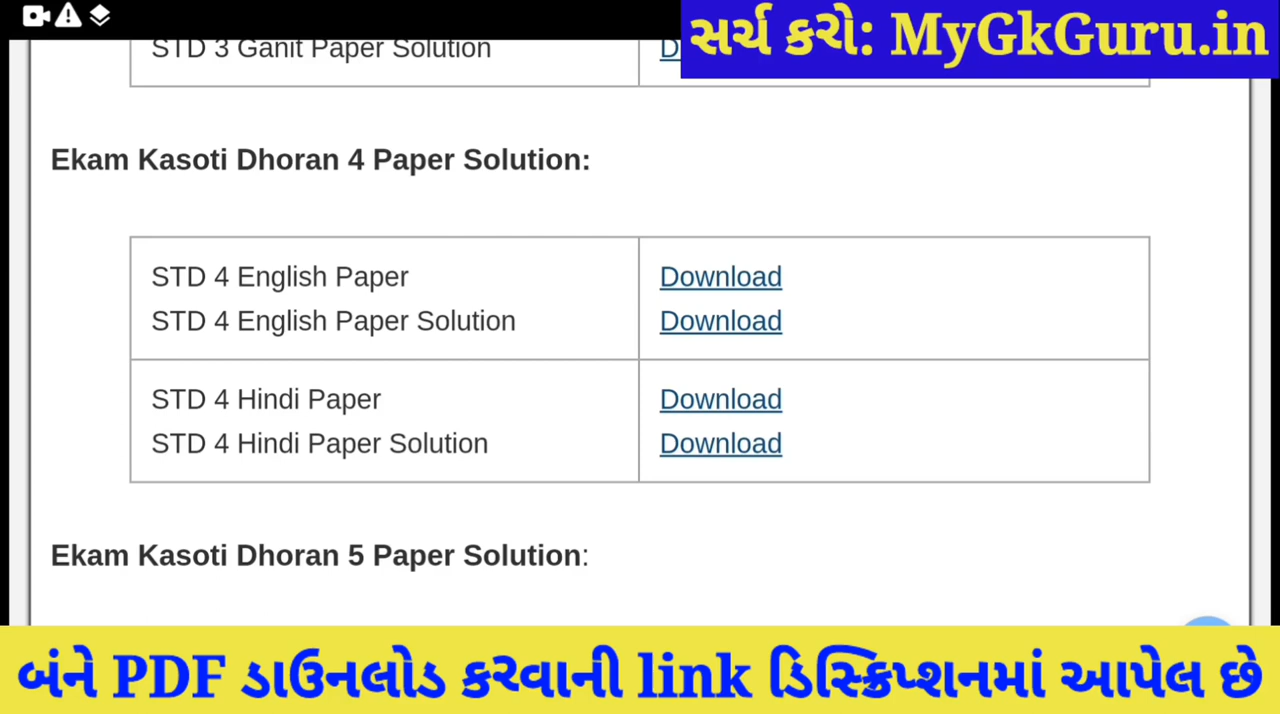 સર્ચ કરો: MyGkGuru.in
STD 3 Ganit Paper Solution
Ekam Kasoti Dhoran 4 Paper Solution:
STD 4 English Paper Download
STD 4 English Paper Solution Download
STD 4 Hindi Paper Download
STD 4 Hindi Paper Solution Download
Ekam Kasoti Dhoran 5 Paper Solution:
બંને PDF ડાઉનલોડ કરવાની link ડિસ્ક્રિપ્શનમાં આપેલ છે